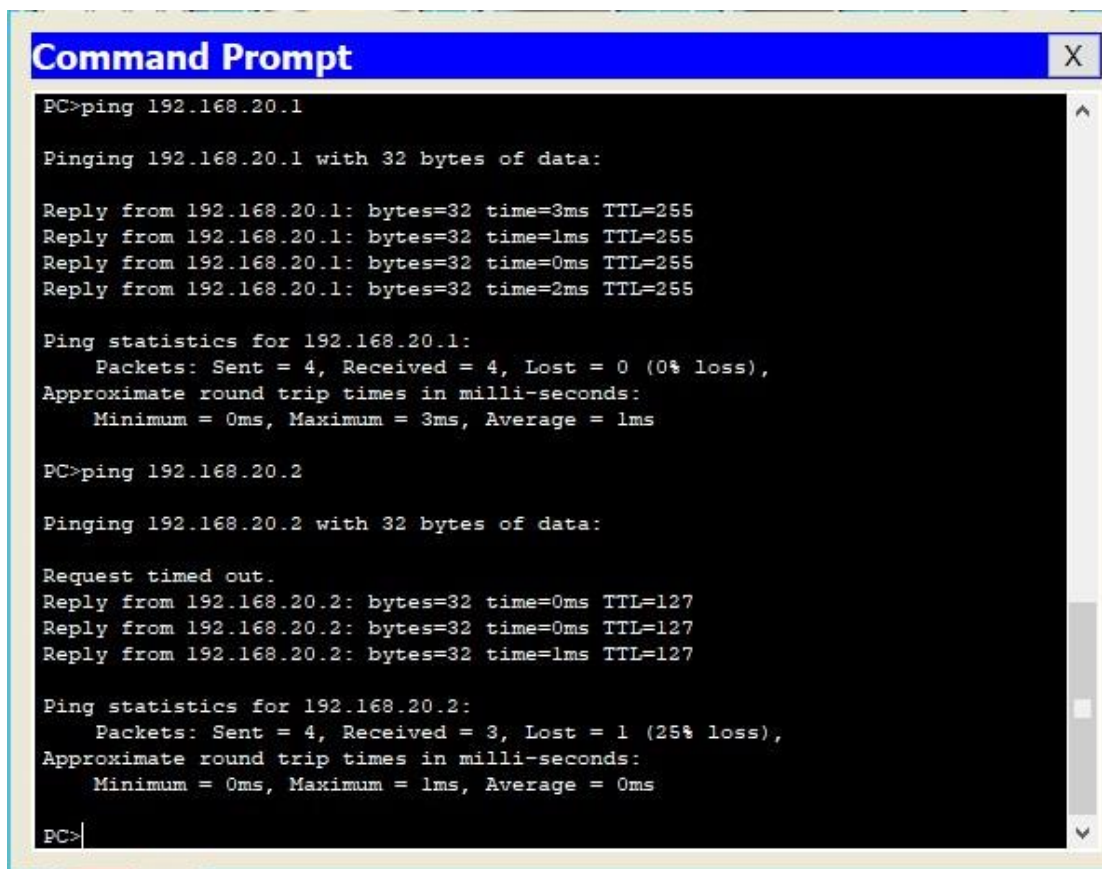 Command Prompt
X
PC>ping 192.168.20.1
Pinging 192.168.20.1 with 32 bytes of data:
Reply from 192.168.20.1: bytes=32 time=3ms TTL=255
Reply from 192.168.20.1: bytes=32 time=1ms TTL=255
Reply from 192.168.20.1: bytes=32 time=0ms TTL=255
Reply from 192.168.20.1: bytes=32 time=2ms TTL=255
Ping statistics for 192.168.20.1:
    Packets: Sent = 4, Received = 4, Lost = 0 (0% loss),
Approximate round trip times in milli-seconds:
    Minimum = 0ms, Maximum = 3ms, Average = 1ms
PC>ping 192.168.20.2
Pinging 192.168.20.2 with 32 bytes of data:
Request timed out.
Reply from 192.168.20.2: bytes=32 time=0ms TTL=127
Reply from 192.168.20.2: bytes=32 time=0ms TTL=127
Reply from 192.168.20.2: bytes=32 time=1ms TTL=127
Ping statistics for 192.168.20.2:
    Packets: Sent = 4, Received = 3, Lost = 1 (25% loss),
Approximate round trip times in milli-seconds:
    Minimum = 0ms, Maximum = 1ms, Average = 0ms
PC>